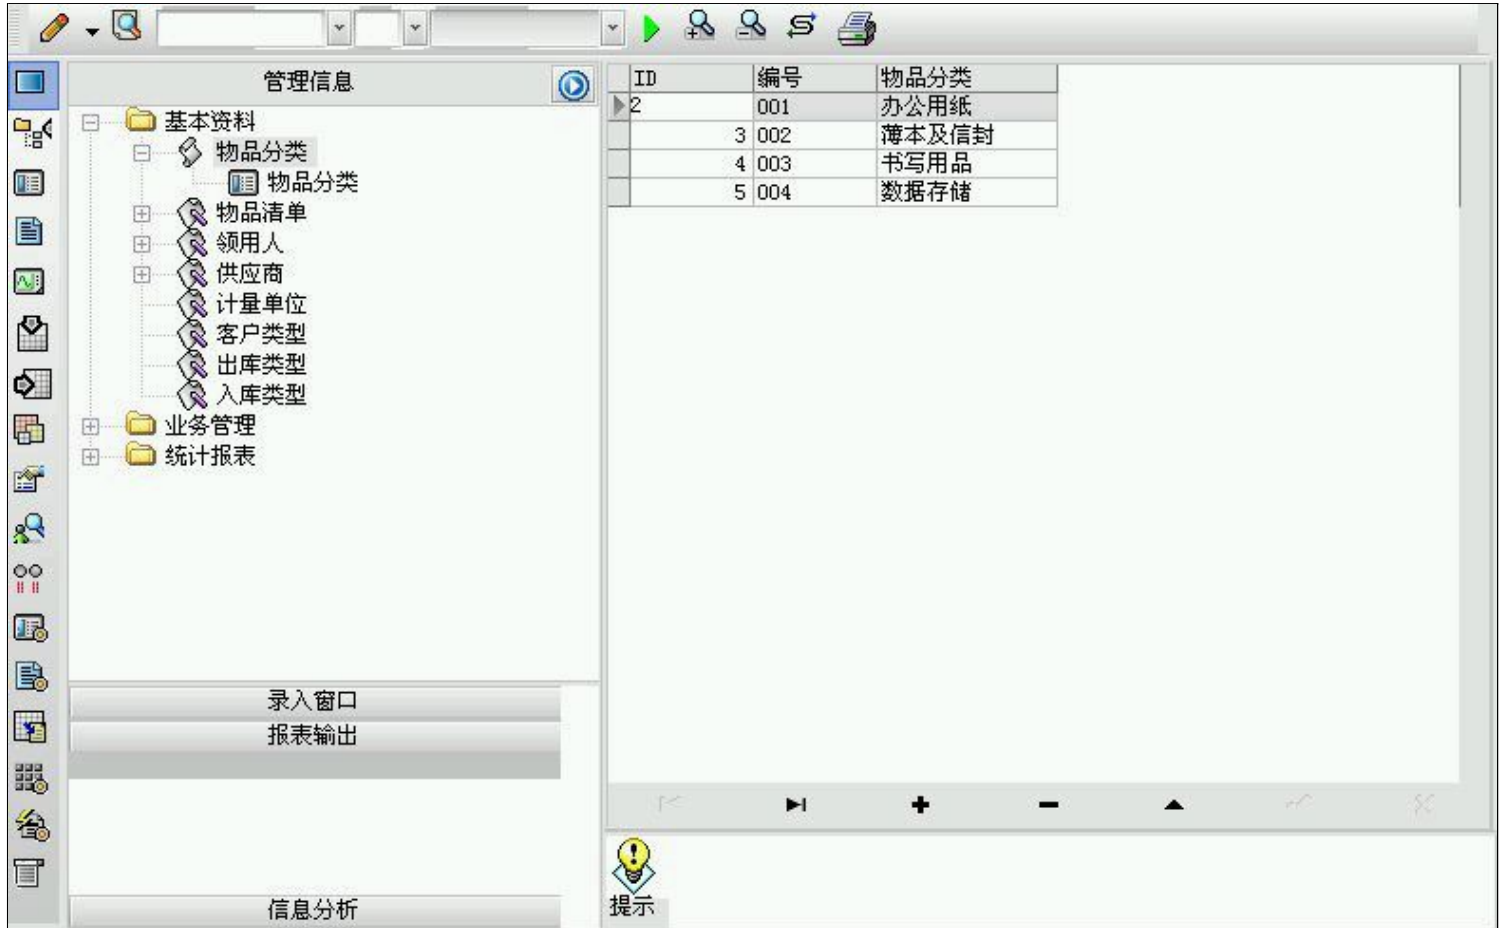 管理信息
基本资料
物品分类
物品分类
物品清单
领用人
供应商
计量单位
客户类型
出库类型
入库类型
业务管理
统计报表
录入窗口
报表输出
信息分析
ID 编号 物品分类
2 001 办公用纸
3 002 薄本及信封
4 003 书写用品
5 004 数据存储
提示